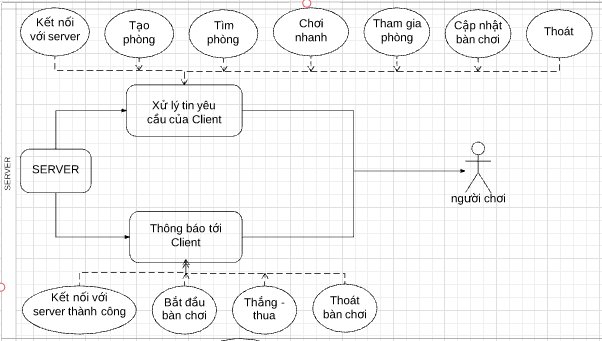 Kết nối
với server
Tạo
phòng
Tìm
phòng
Chơi
nhanh
Tham gia
phòng
Cập nhật
bàn chơi
Thoát
Xử lý tin yêu
cầu của Client
SERVER
SERVER
người chơi
Thông báo tới
Client
Kết nối với
server thành công
Bắt đầu
bàn chơi
Thắng -
thua
Thoát
bàn chơi